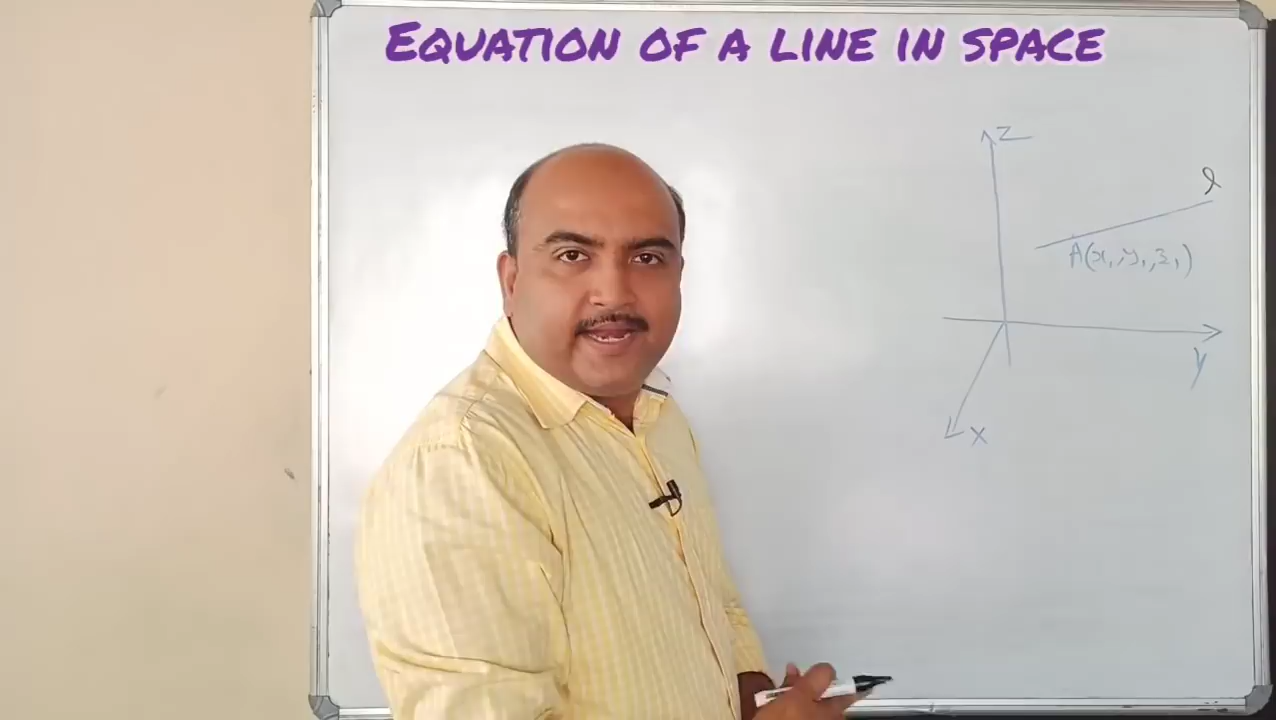 EQUATION OF A LINE IN SPACE
Z
l
A(x₁, y₁, z₁)
y
X